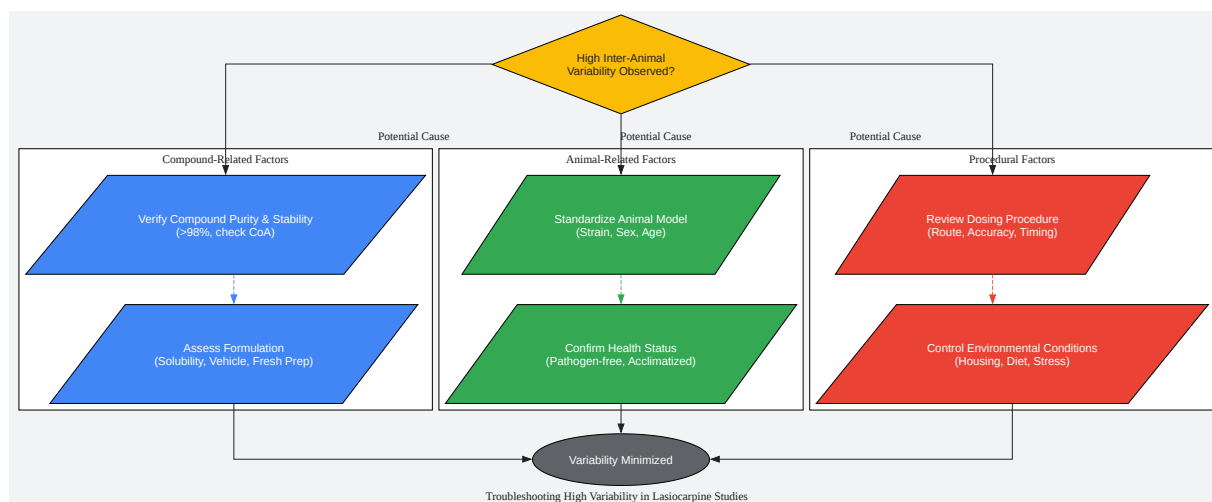 High Inter-Animal
Variability Observed?
Potential Cause
Potential Cause
Potential Cause
Compound-Related Factors
Animal-Related Factors
Procedural Factors
Verify Compound Purity & Stability
(>98%, check CoA)
Standardize Animal Model
(Strain, Sex, Age)
Review Dosing Procedure
(Route, Accuracy, Timing)
Assess Formulation
(Solubility, Vehicle, Fresh Prep)
Confirm Health Status
(Pathogen-free, Acclimatized)
Control Environmental Conditions
(Housing, Diet, Stress)
Variability Minimized
Troubleshooting High Variability in Lasiocarpine Studies